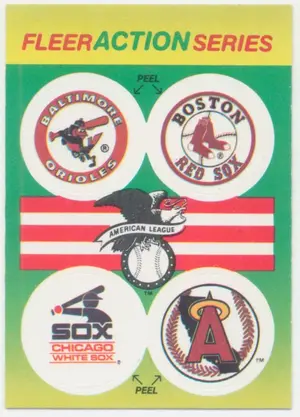 FLEER ACTION SERIES
PEEL
BALTIMORE
ORIOLES
®
BOSTON
RED SOX
AMERICAN LEAGUE
TM
SOX
CHICAGO
WHITE SOX
A
TM
PEEL